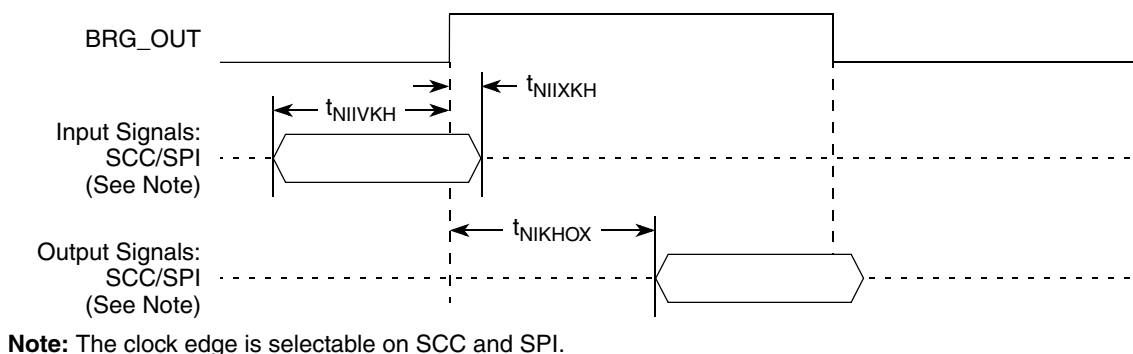 BRG_OUT
tNIIXKH
tNIIVKH
Input Signals:
SCC/SPI
(See Note)
tNIKHOX
Output Signals:
SCC/SPI
(See Note)
Note: The clock edge is selectable on SCC and SPI.